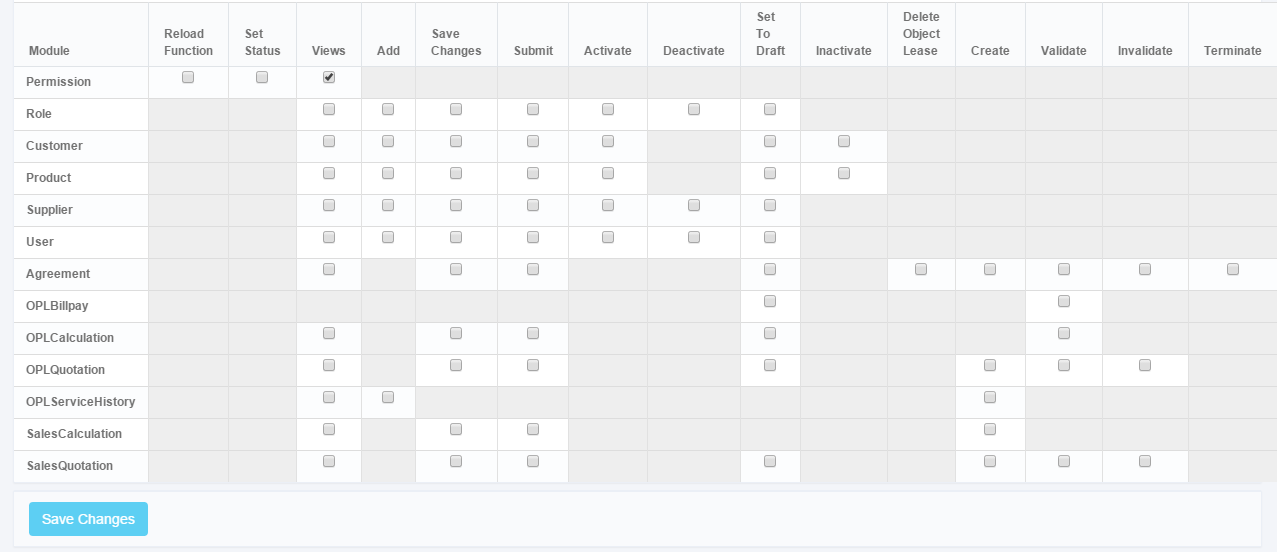 Module Reload Function Set Status Views Add Save Changes Submit Activate Deactivate Set To Draft Inactivate Delete Object Lease Create Validate Invalidate Terminate
Permission
Role
Customer
Product
Supplier
User
Agreement
OPLBillpay
OPLCalculation
OPLQuotation
OPLServiceHistory
SalesCalculation
SalesQuotation
Save Changes